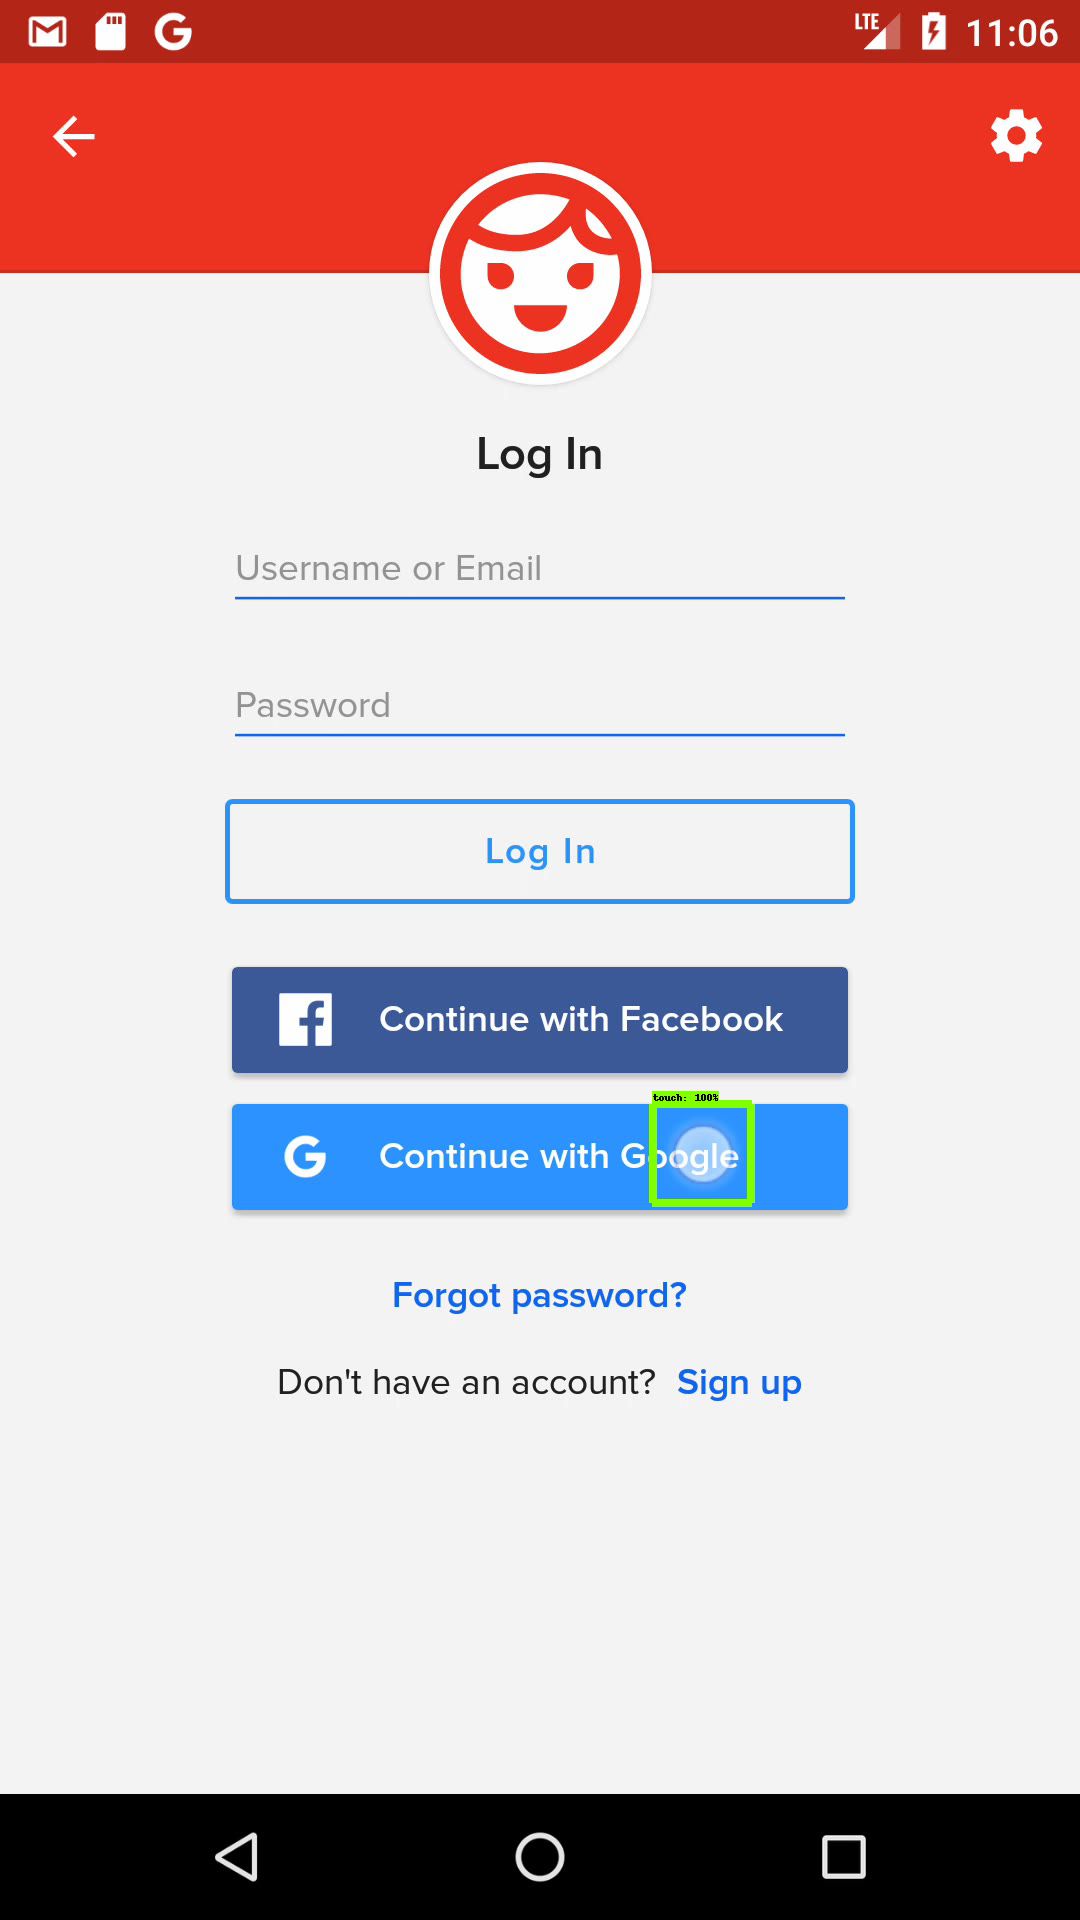 LTE 11:06
Log In
Username or Email
Password
Log In
Continue with Facebook
touch: 100%
Continue with Google
Forgot password?
Don't have an account? Sign up